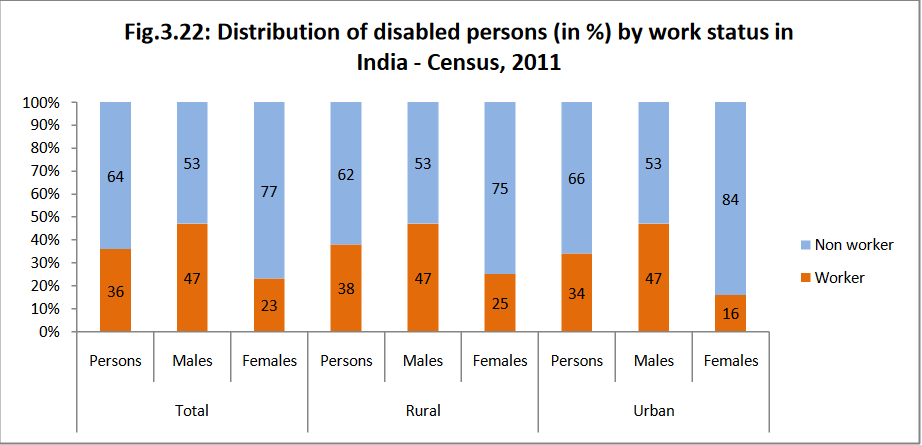 Fig.3.22: Distribution of disabled persons (in %) by work status in
India - Census, 2011
100%
90%
80%
70%
60%
50%
40%
30%
20%
10%
0%
64 53 77 62 53 75 66 53 84
36 47 23 38 47 25 34 47 16
Non worker
Worker
Persons Males Females Persons Males Females Persons Males Females
Total Rural Urban